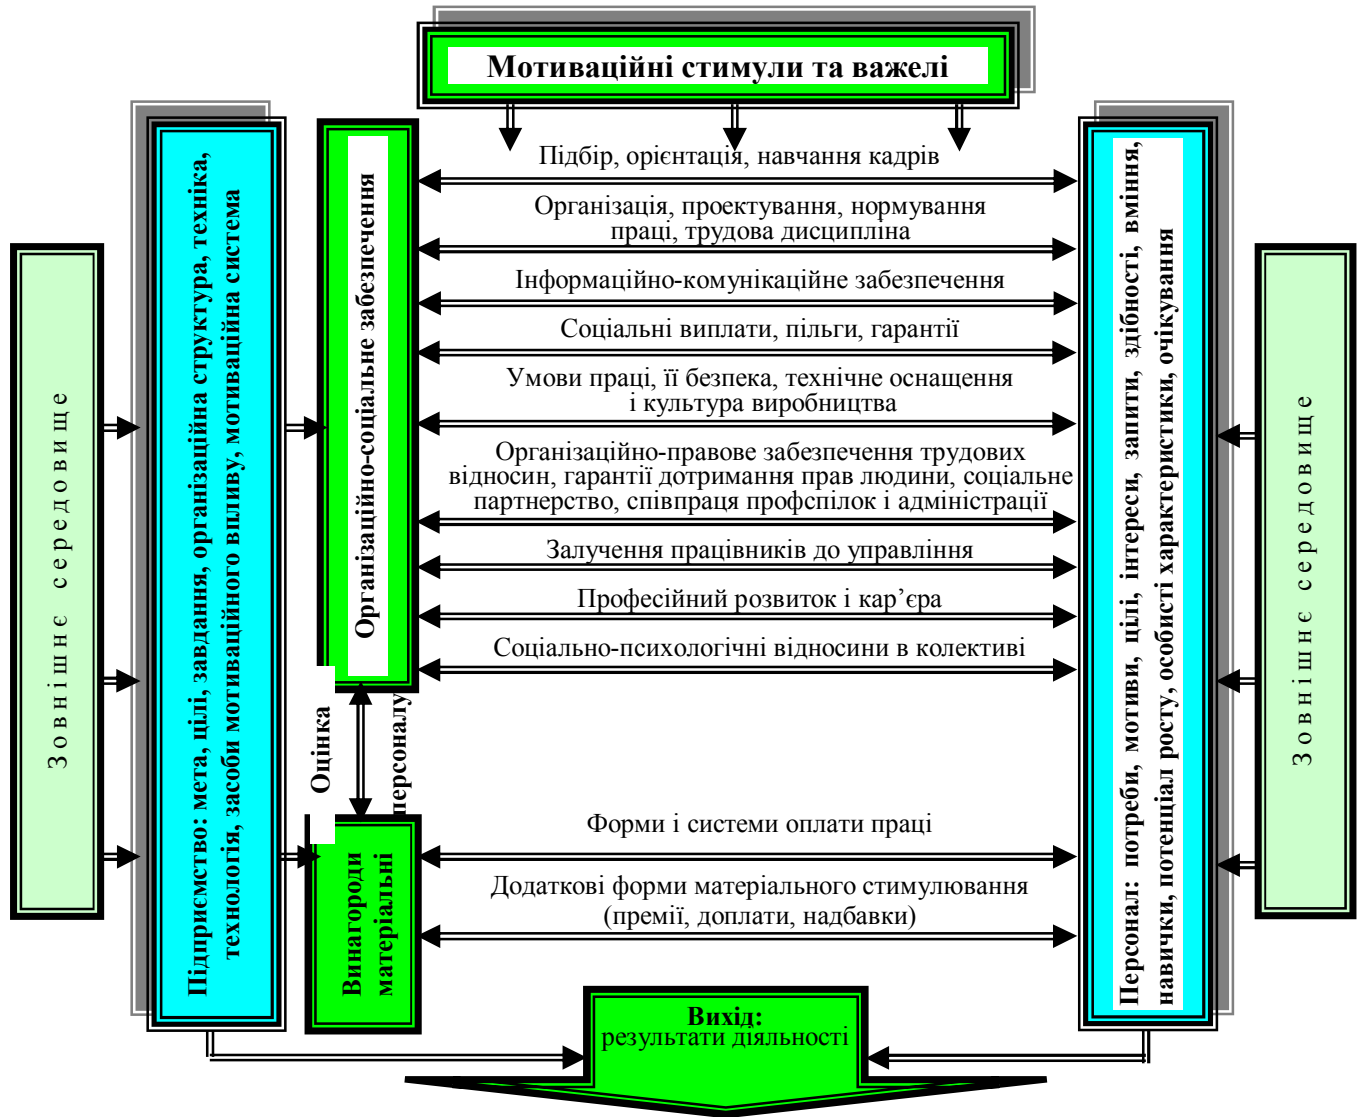 Мотиваційні стимули та важелі
Зовнішнє середовище
Підприємство: мета, цілі, завдання, організаційна структура, техніка,
технологія, засоби мотиваційного впливу, мотиваційна система
Організаційно-соціальне забезпечення
Підбір, орієнтація, навчання кадрів
Організація, проектування, нормування
праці, трудова дисципліна
Інформаційно-комунікаційне забезпечення
Соціальні виплати, пільги, гарантії
Умови праці, її безпека, технічне оснащення
і культура виробництва
Організаційно-правове забезпечення трудових
відносин, гарантії дотримання прав людини, соціальне
партнерство, співпраця профспілок і адміністрації
Залучення працівників до управління
Професійний розвиток і кар’єра
Соціально-психологічні відносини в колективі
Оцінка
персоналу
Винагороди
матеріальні
Форми і системи оплати праці
Додаткові форми матеріального стимулювання
(премії, доплати, надбавки)
Персонал: потреби, мотиви, цілі, інтереси, запити, здібності, вміння,
навички, потенціал росту, особисті характеристики, очікування
Зовнішнє середовище
Вихід:
результати діяльності